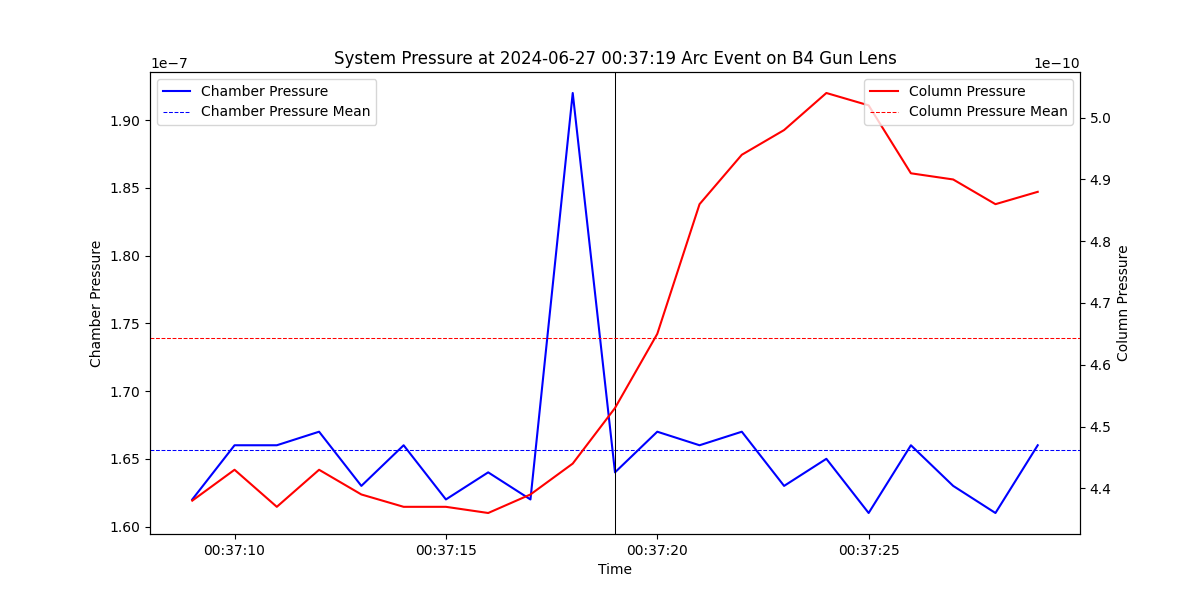 System Pressure at 2024-06-27 00:37:19 Arc Event on B4 Gun Lens
1e−7
1e−10
Chamber Pressure
Chamber Pressure Mean
Column Pressure
Column Pressure Mean
1.90
1.85
1.80
1.75
1.70
1.65
1.60
Chamber Pressure
5.0
4.9
4.8
4.7
4.6
4.5
4.4
Column Pressure
00:37:10
00:37:15
00:37:20
00:37:25
Time